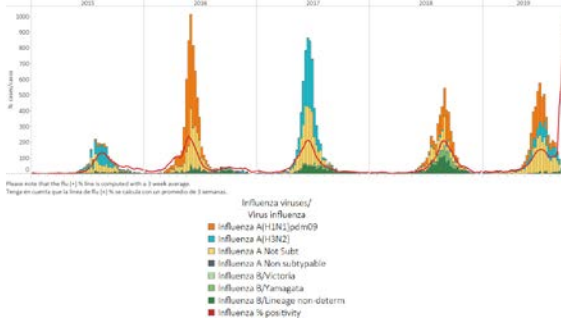 2015 2016 2017 2018 2019
1000
900
800
700
600
500
400
300
200
100
0
Please note that the flu (+) % line is computed with a 3 week average.
Tenga en cuenta que la línea de flu (+) % se calcula con un promedio de 3 semanas.
Influenza viruses/
Virus influenza
Influenza A(H1N1)pdm09
Influenza A(H3N2)
Influenza A Not Subt
Influenza A Non subtypable
Influenza B/Victoria
Influenza B/Yamagata
Influenza B/Lineage non-determ
Influenza % positivity